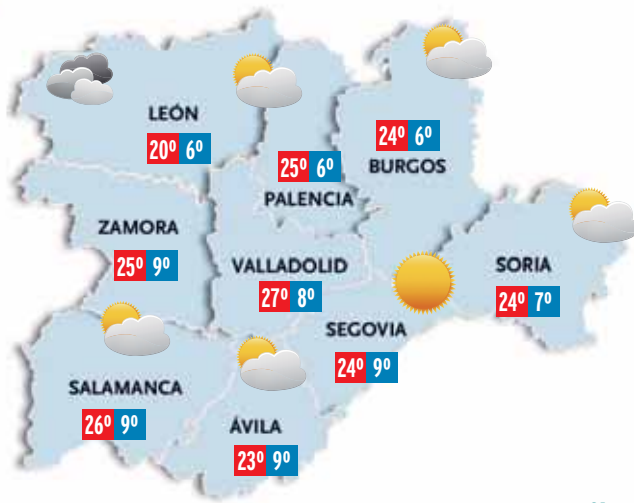 LEÓN
20º 6º
24º 6º
BURGOS
25º 6º
PALENCIA
ZAMORA
25º 9º
VALLADOLID
27º 8º
SORIA
24º 7º
SEGOVIA
24º 9º
SALAMANCA
26º 9º
ÁVILA
23º 9º